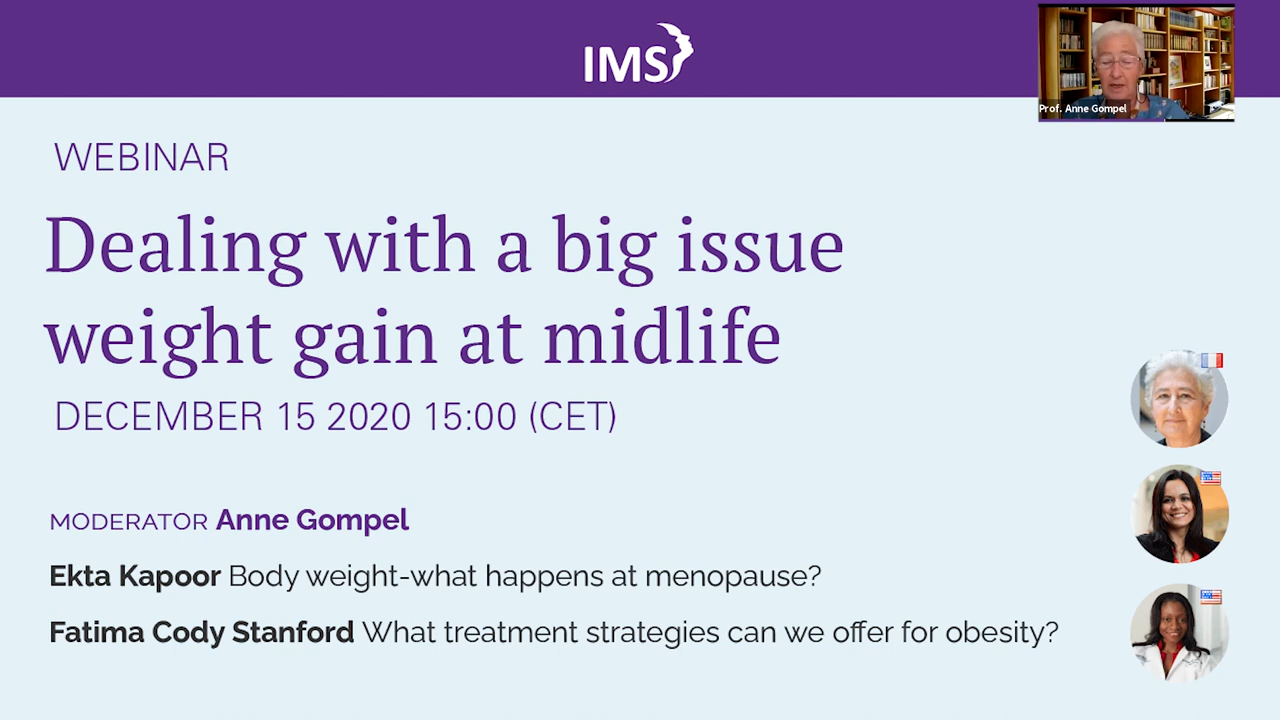 IMS
Prof. Anne Gompel
WEBINAR
Dealing with a big issue
weight gain at midlife
DECEMBER 15 2020 15:00 (CET)
MODERATOR Anne Gompel
Ekta Kapoor Body weight-what happens at menopause?
Fatima Cody Stanford What treatment strategies can we offer for obesity?